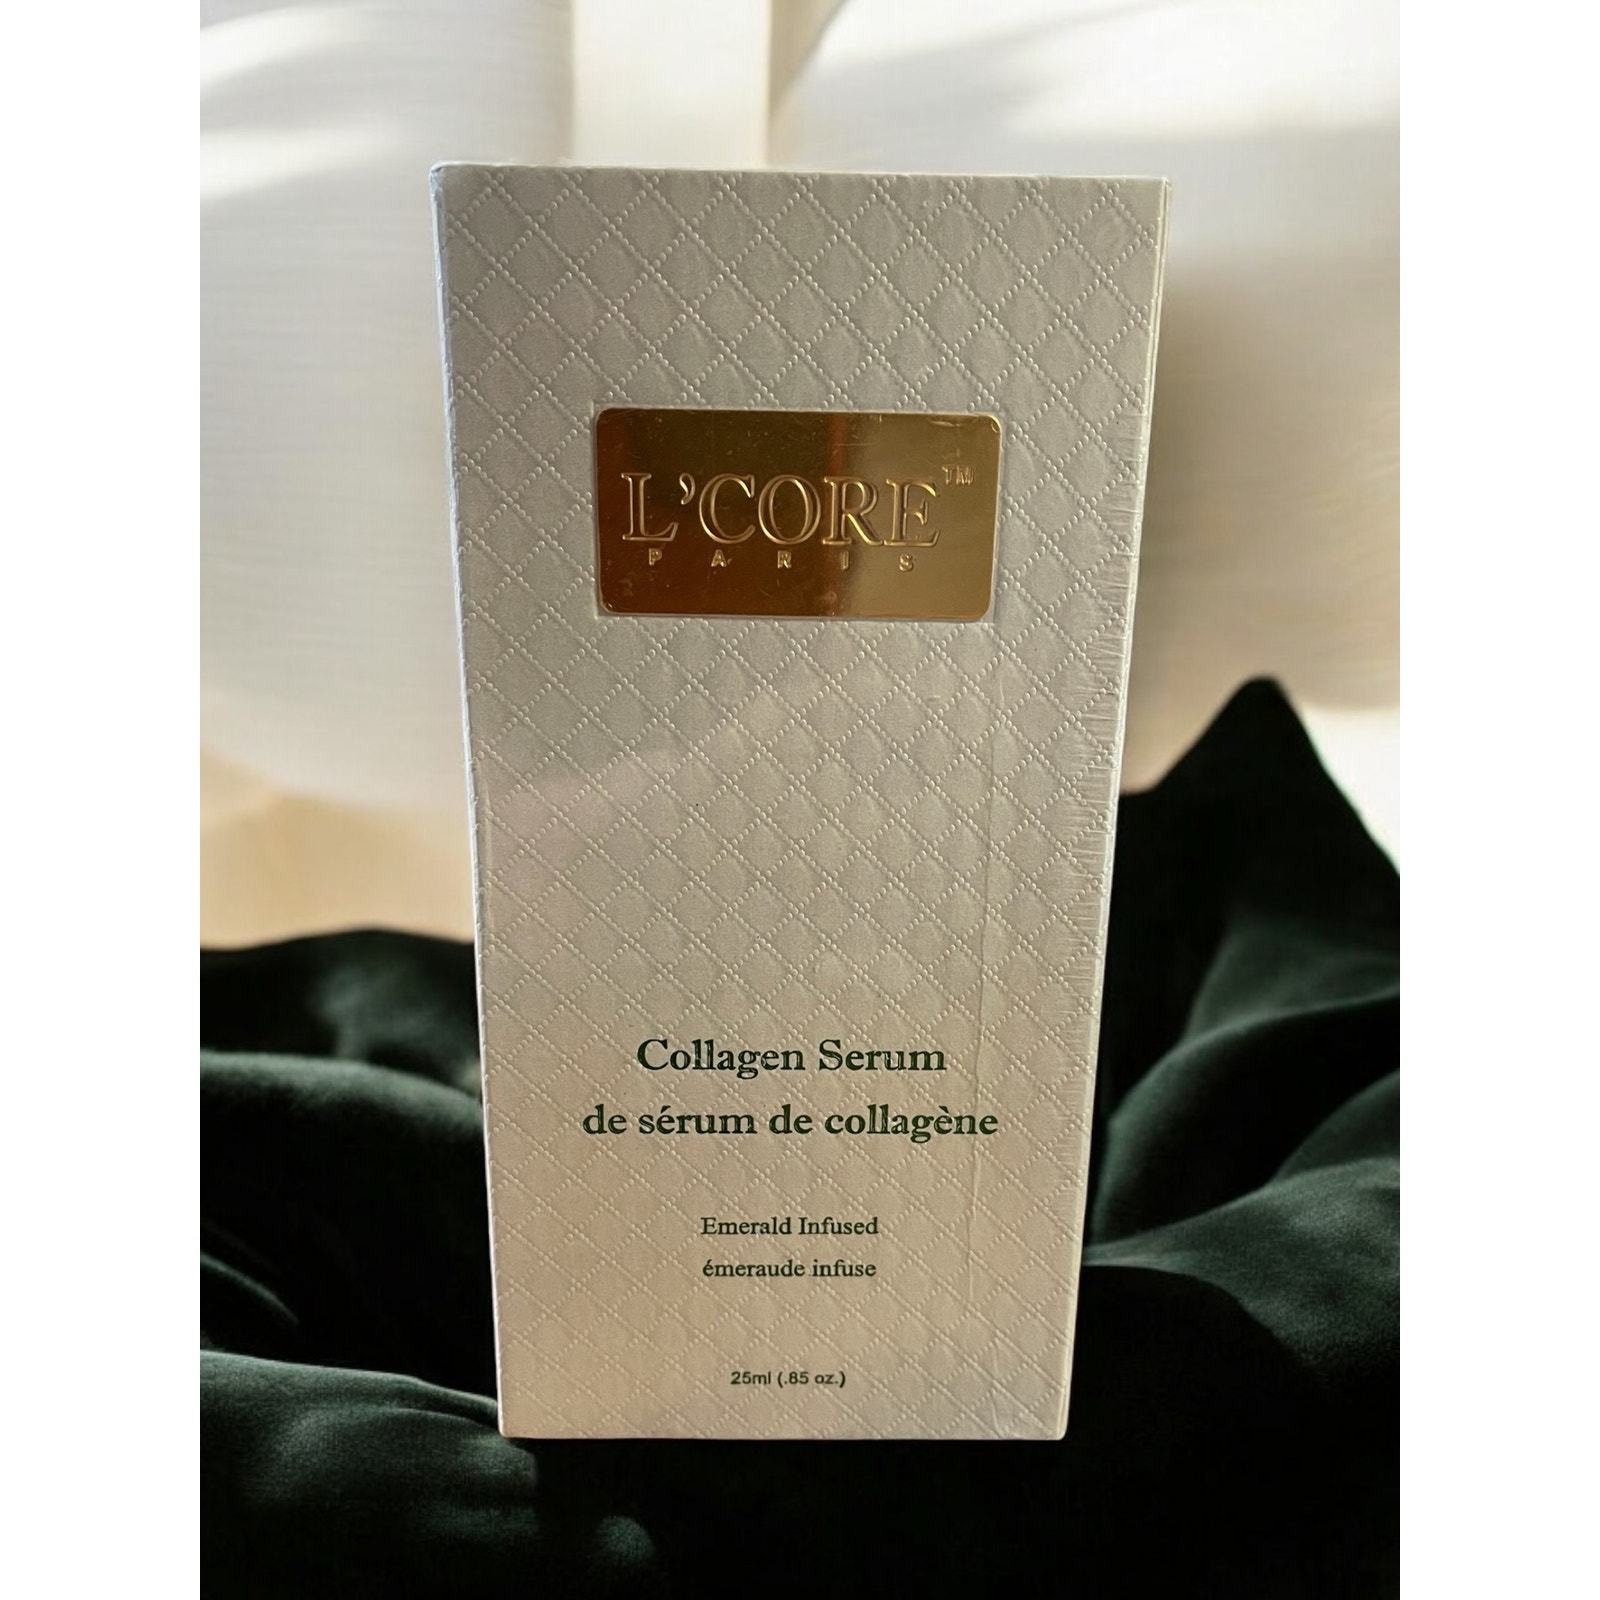 L'CORE™
PARIS
Collagen Serum
de sérum de collagène
Emerald Infused
émeraude infuse
25ml (.85 oz.)